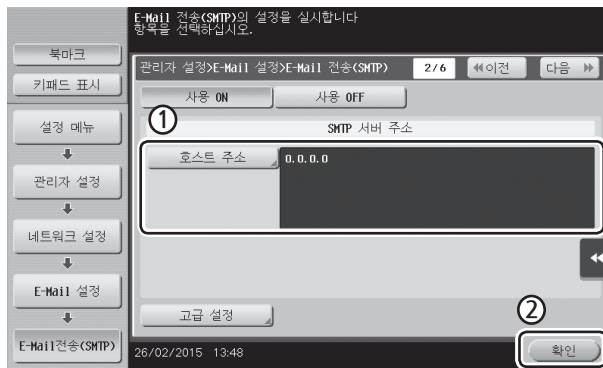 E-Mail 전송(SMTP)의 설정을 실시합니다
항목을 선택하십시오.
북마크
키패드 표시
설정 메뉴
관리자 설정
네트워크 설정
E-Mail 설정
E-Mail전송(SMTP)
관리자 설정>E-Mail 설정>E-Mail 전송(SMTP) 2/6 이전 다음
사용 ON 사용 OFF
①
SMTP 서버 주소
호스트 주소 0.0.0.0
고급 설정
②
26/02/2015 13:48 확인